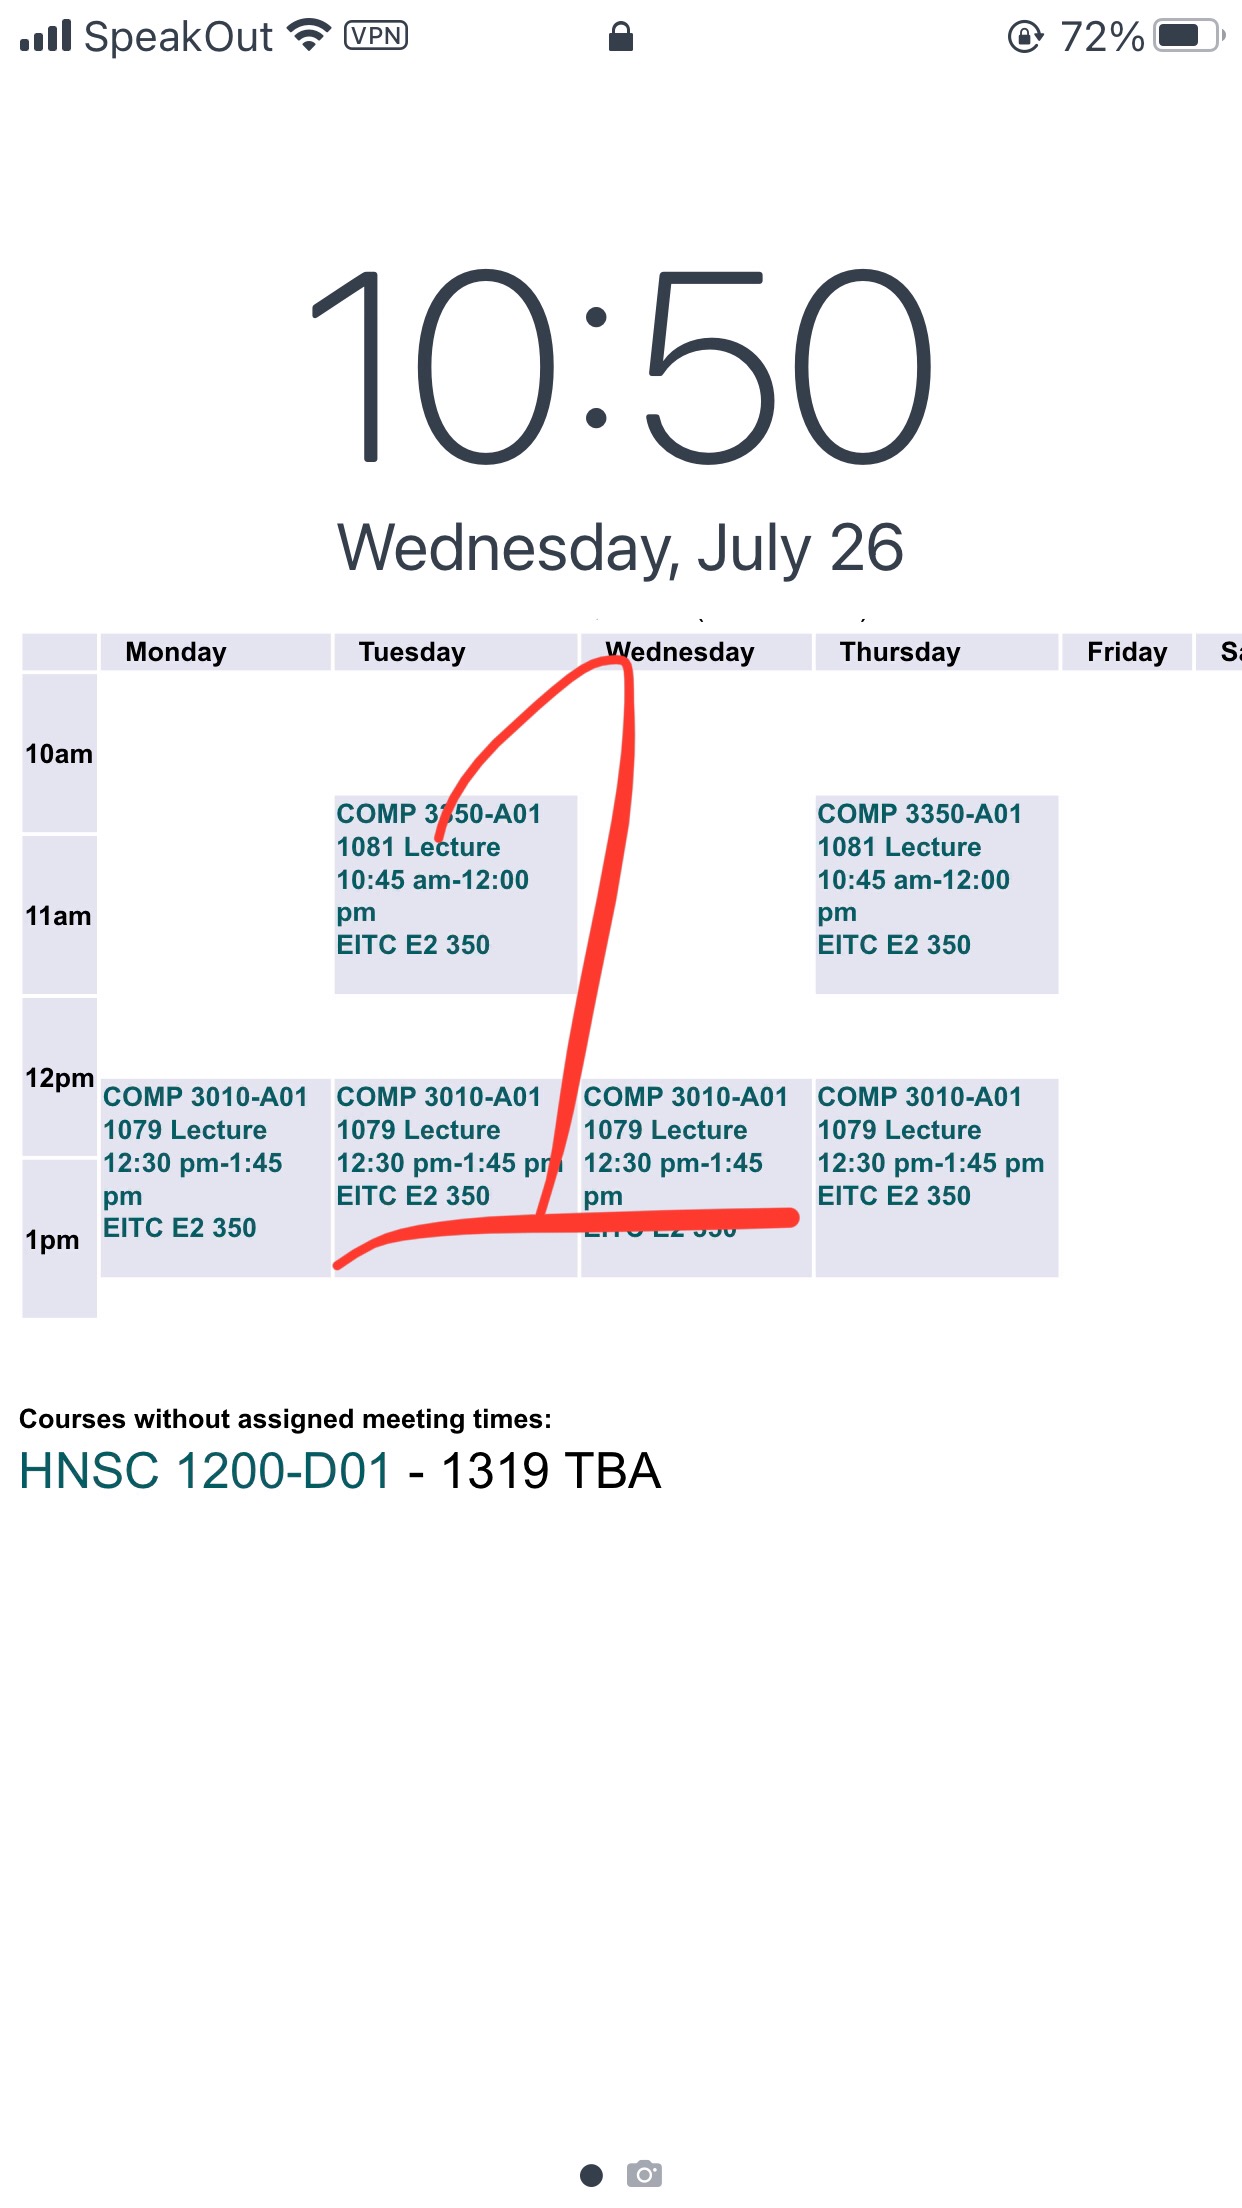 SpeakOut VPN 72%
10:50
Wednesday, July 26
Monday Tuesday Wednesday Thursday Friday Sa
10am
COMP 3350-A01
1081 Lecture
10:45 am-12:00
pm
EITC E2 350
COMP 3350-A01
1081 Lecture
10:45 am-12:00
pm
EITC E2 350
11am
12pm
COMP 3010-A01
1079 Lecture
12:30 pm-1:45
pm
EITC E2 350
COMP 3010-A01
1079 Lecture
12:30 pm-1:45 pm
EITC E2 350
COMP 3010-A01
1079 Lecture
12:30 pm-1:45
pm
EITC E2 350
COMP 3010-A01
1079 Lecture
12:30 pm-1:45 pm
EITC E2 350
1pm
1
Courses without assigned meeting times:
HNSC 1200-D01 - 1319 TBA